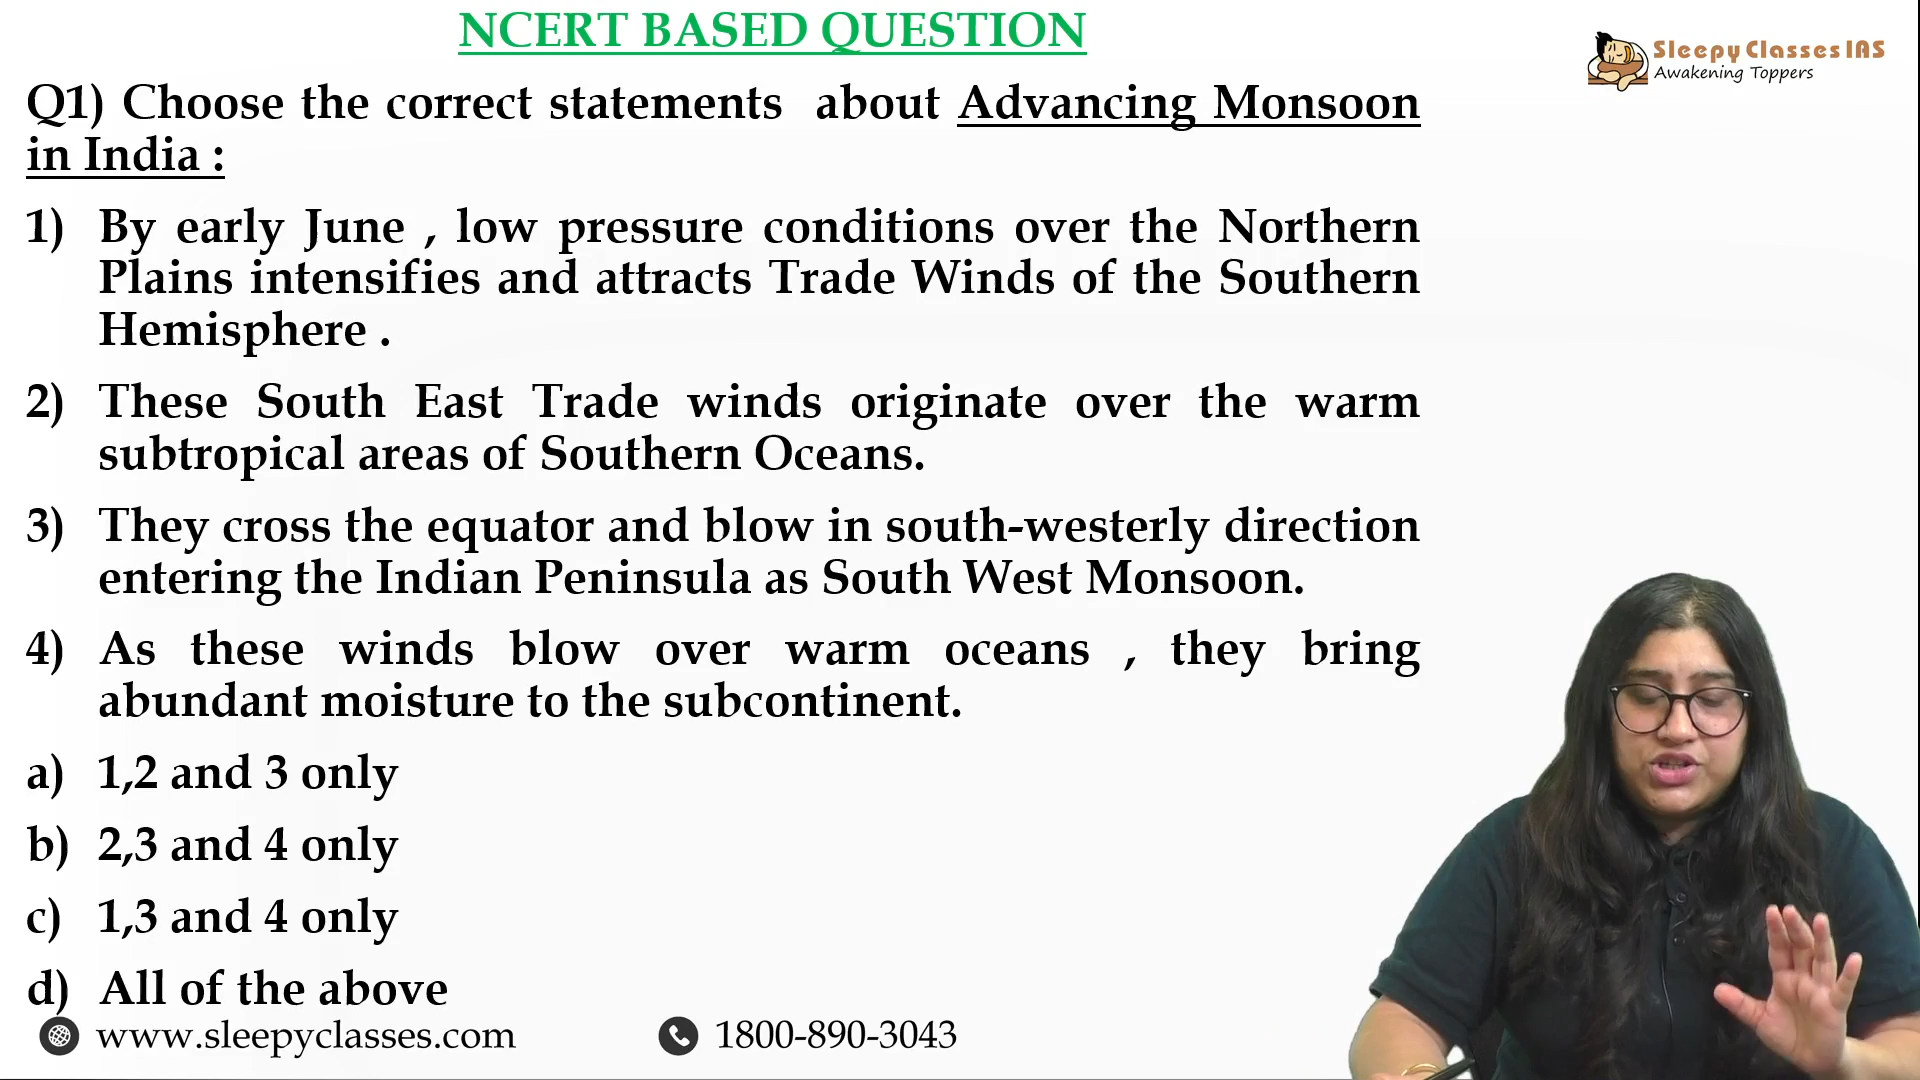 NCERT BASED QUESTION
Sleepy Classes IAS
Awakening Toppers
Q1) Choose the correct statements about Advancing Monsoon
in India :
1) By early June , low pressure conditions over the Northern
Plains intensifies and attracts Trade Winds of the Southern
Hemisphere .
2) These South East Trade winds originate over the warm
subtropical areas of Southern Oceans.
3) They cross the equator and blow in south-westerly direction
entering the Indian Peninsula as South West Monsoon.
4) As these winds blow over warm oceans , they bring
abundant moisture to the subcontinent.
a) 1,2 and 3 only
b) 2,3 and 4 only
c) 1,3 and 4 only
d) All of the above
www.sleepyclasses.com 1800-890-3043